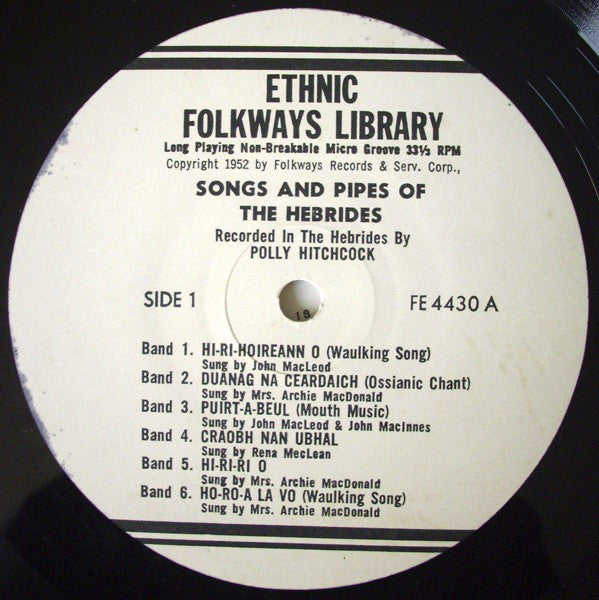 ETHNIC
FOLKWAYS LIBRARY
Long Playing Non-Breakable Micro Groove 33⅓ RPM
Copyright 1952 by Folkways Records & Serv. Corp.,
SONGS AND PIPES OF
THE HEBRIDES
Recorded In The Hebrides By
POLLY HITCHCOCK
SIDE 1
FE 4430 A
Band 1. HI-RI-HOIREANN O (Waulking Song)
Sung by John MacLeod
Band 2. DUANAG NA CEARDAICH (Ossianic Chant)
Sung by Mrs. Archie MacDonald
Band 3. PUIRT-A-BEUL (Mouth Music)
Sung by John MacLeod & John MacInnes
Band 4. CRAOBH NAN UBHAL
Sung by Rena MecLean
Band 5. HI-RI-RI O
Sung by Mrs. Archie MacDonald
Band 6. HO-RO-A LA VO (Waulking Song)
Sung by Mrs. Archie MacDonald